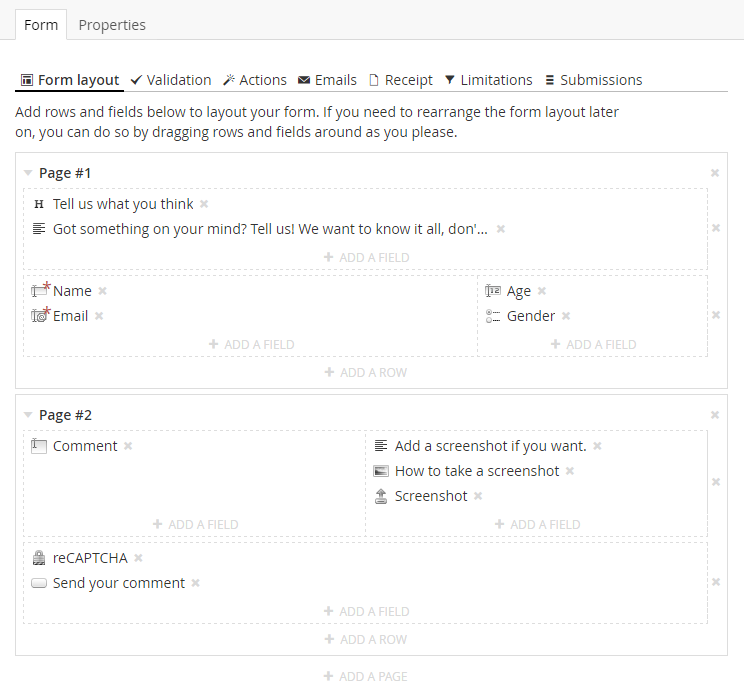 Form Properties
Form layout Validation Actions Emails Receipt Limitations Submissions
Add rows and fields below to layout your form. If you need to rearrange the form layout later
on, you can do so by dragging rows and fields around as you please.
Page #1
H Tell us what you think
Got something on your mind? Tell us! We want to know it all, don'...
ADD A FIELD
Name
Email
ADD A FIELD
Age
Gender
ADD A FIELD
ADD A ROW
Page #2
Comment
ADD A FIELD
Add a screenshot if you want.
How to take a screenshot
Screenshot
ADD A FIELD
reCAPTCHA
Send your comment
ADD A FIELD
ADD A ROW
ADD A PAGE